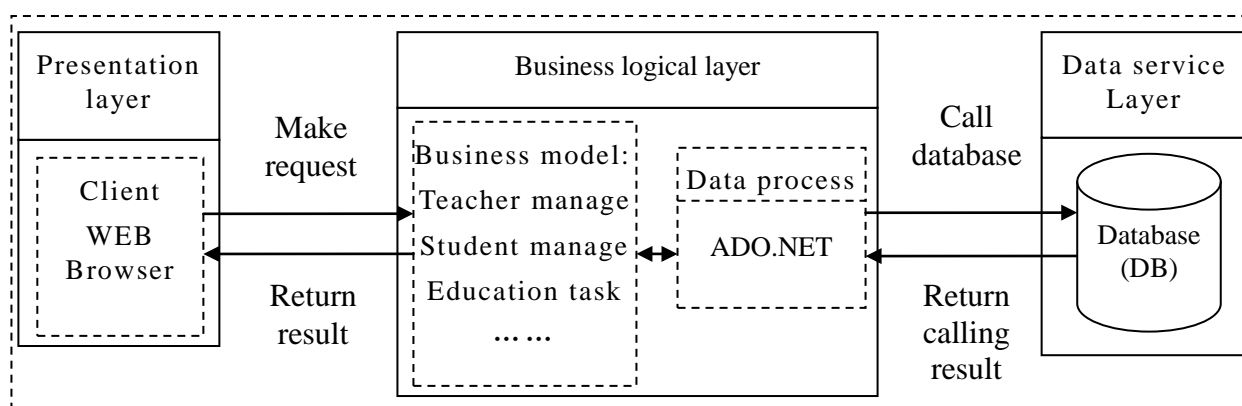 Presentation
layer
Client
WEB
Browser
Make
request
Return
result
Business logical layer
Business model:
Teacher manage
Student manage
Education task
… …
Data process
ADO.NET
Call
database
Return
calling
result
Data service
Layer
Database
(DB)